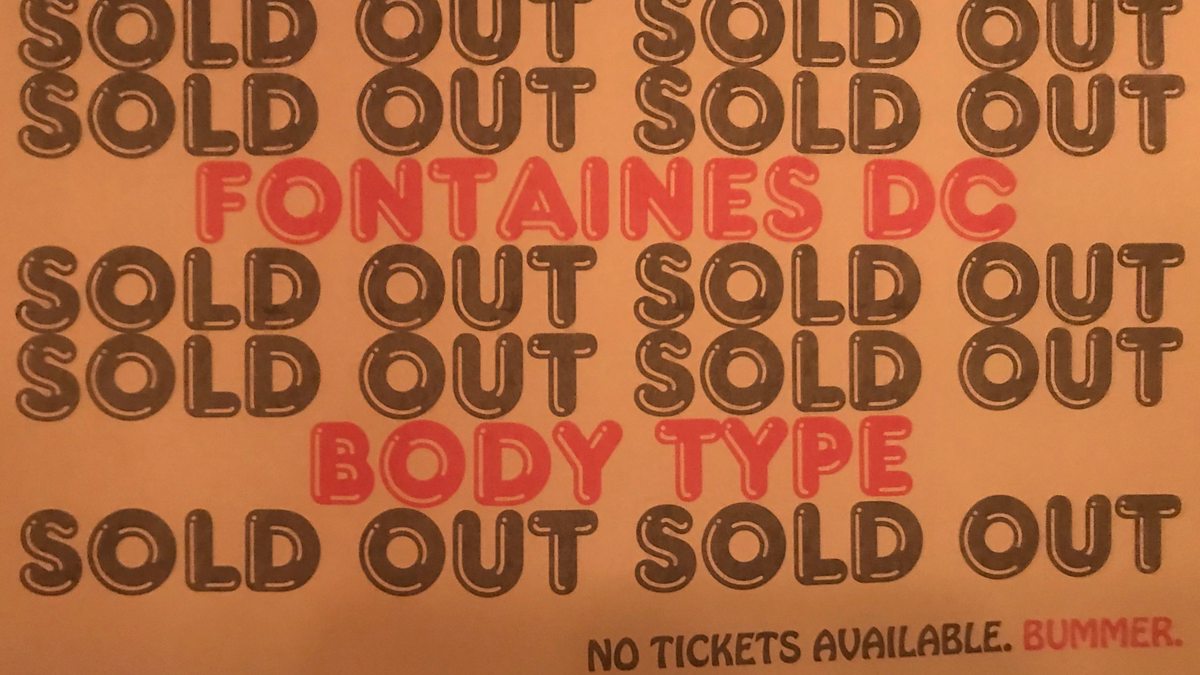 SOLD OUT SOLD OUT
SOLD OUT SOLD OUT
FONTAINES DC
SOLD OUT SOLD OUT
SOLD OUT SOLD OUT
BODY TYPE
SOLD OUT SOLD OUT
NO TICKETS AVAILABLE. BUMMER.